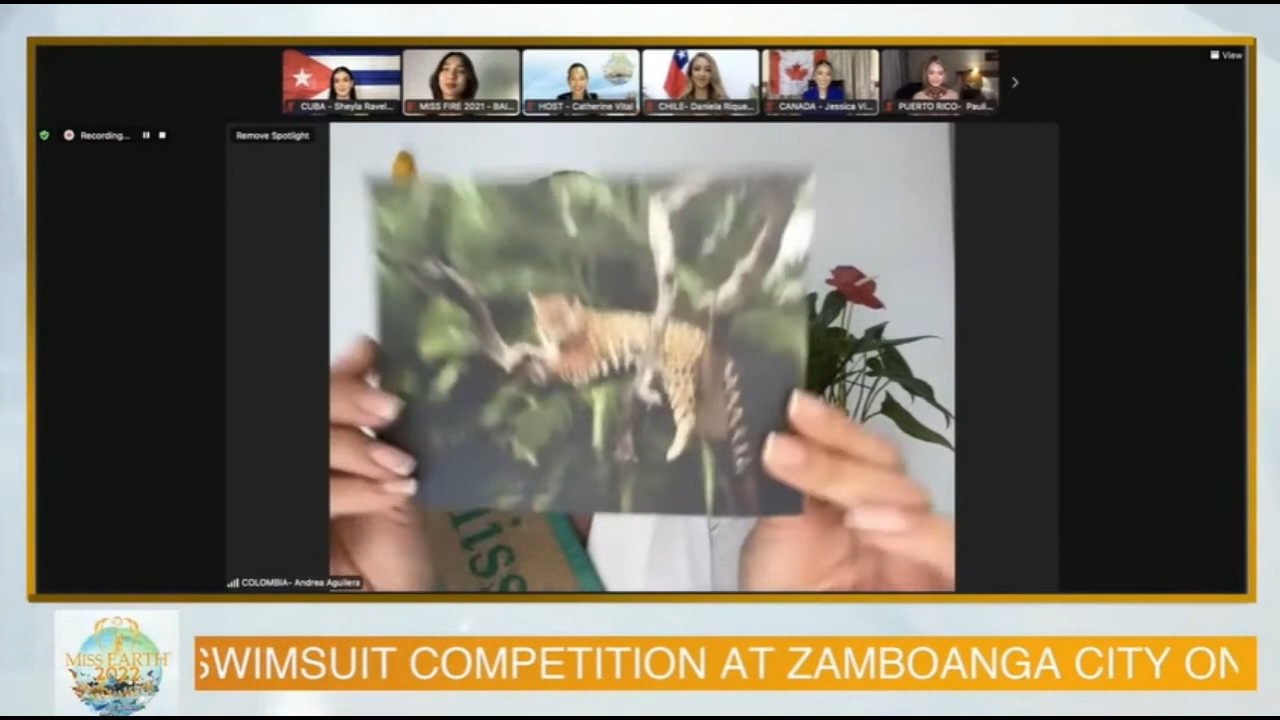 View
CUBA - Sheyla Ravel...
MISS FIRE 2021 - BAI...
HOST - Catherine Vital
CHILE- Daniela Rique...
CANADA - Jessica Vi...
PUERTO RICO- Pauli...
Recording...
Remove Spotlight
iss
COLOMBIA- Andrea Aguilera
MISS EARTH
2022
SWIMSUIT COMPETITION AT ZAMBOANGA CITY ON